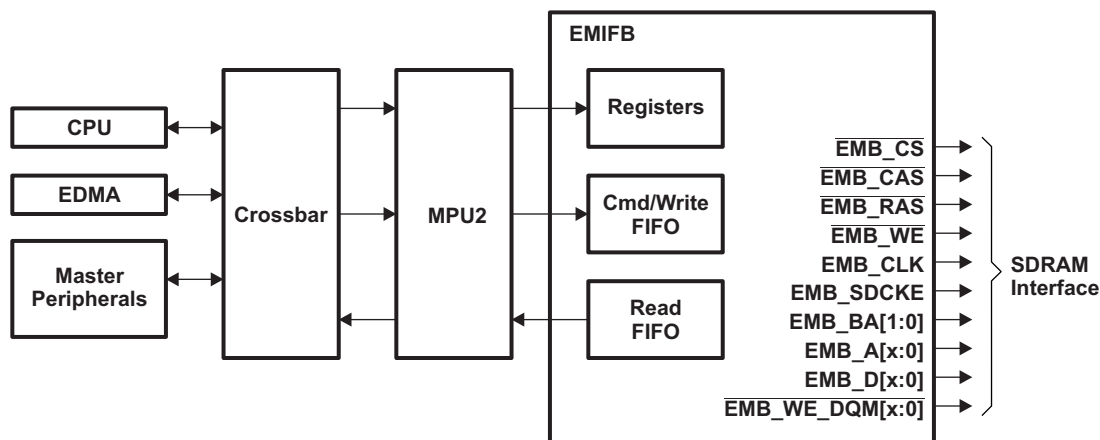 EMIFB
CPU
EDMA
Master
Peripherals
Crossbar
MPU2
Registers
Cmd/Write
FIFO
Read
FIFO
EMB_CS
EMB_CAS
EMB_RAS
EMB_WE
EMB_CLK
EMB_SDCKE
EMB_BA[1:0]
EMB_A[x:0]
EMB_D[x:0]
EMB_WE_DQM[x:0]
SDRAM
Interface